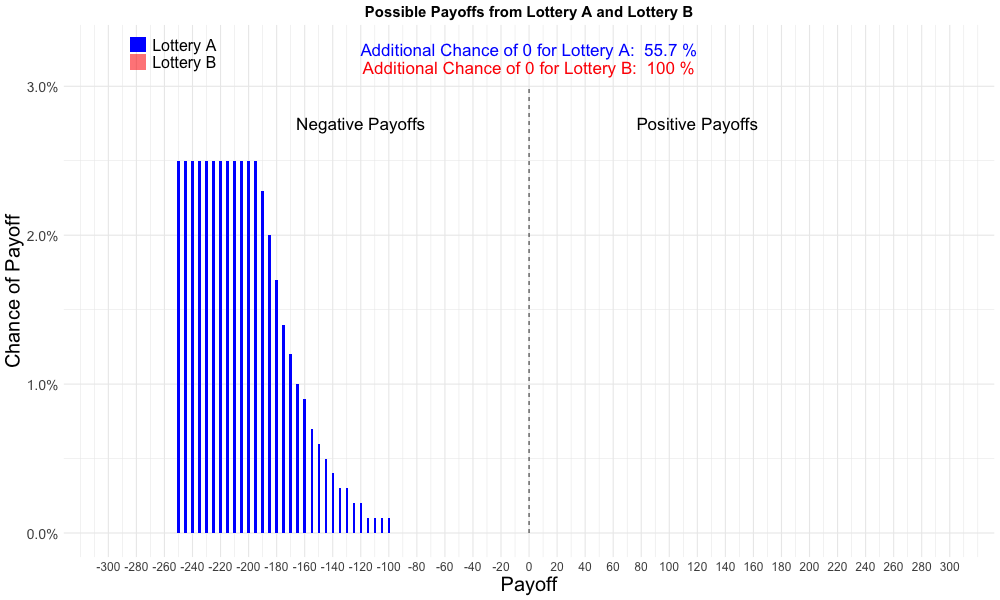 Possible Payoffs from Lottery A and Lottery B
Lottery A
Lottery B
Additional Chance of 0 for Lottery A:  55.7 %
Additional Chance of 0 for Lottery B:  100 %
Negative Payoffs
Positive Payoffs
Chance of Payoff
3.0%
2.0%
1.0%
0.0%
-300 -280 -260 -240 -220 -200 -180 -160 -140 -120 -100 -80 -60 -40 -20 0 20 40 60 80 100 120 140 160 180 200 220 240 260 280 300
Payoff